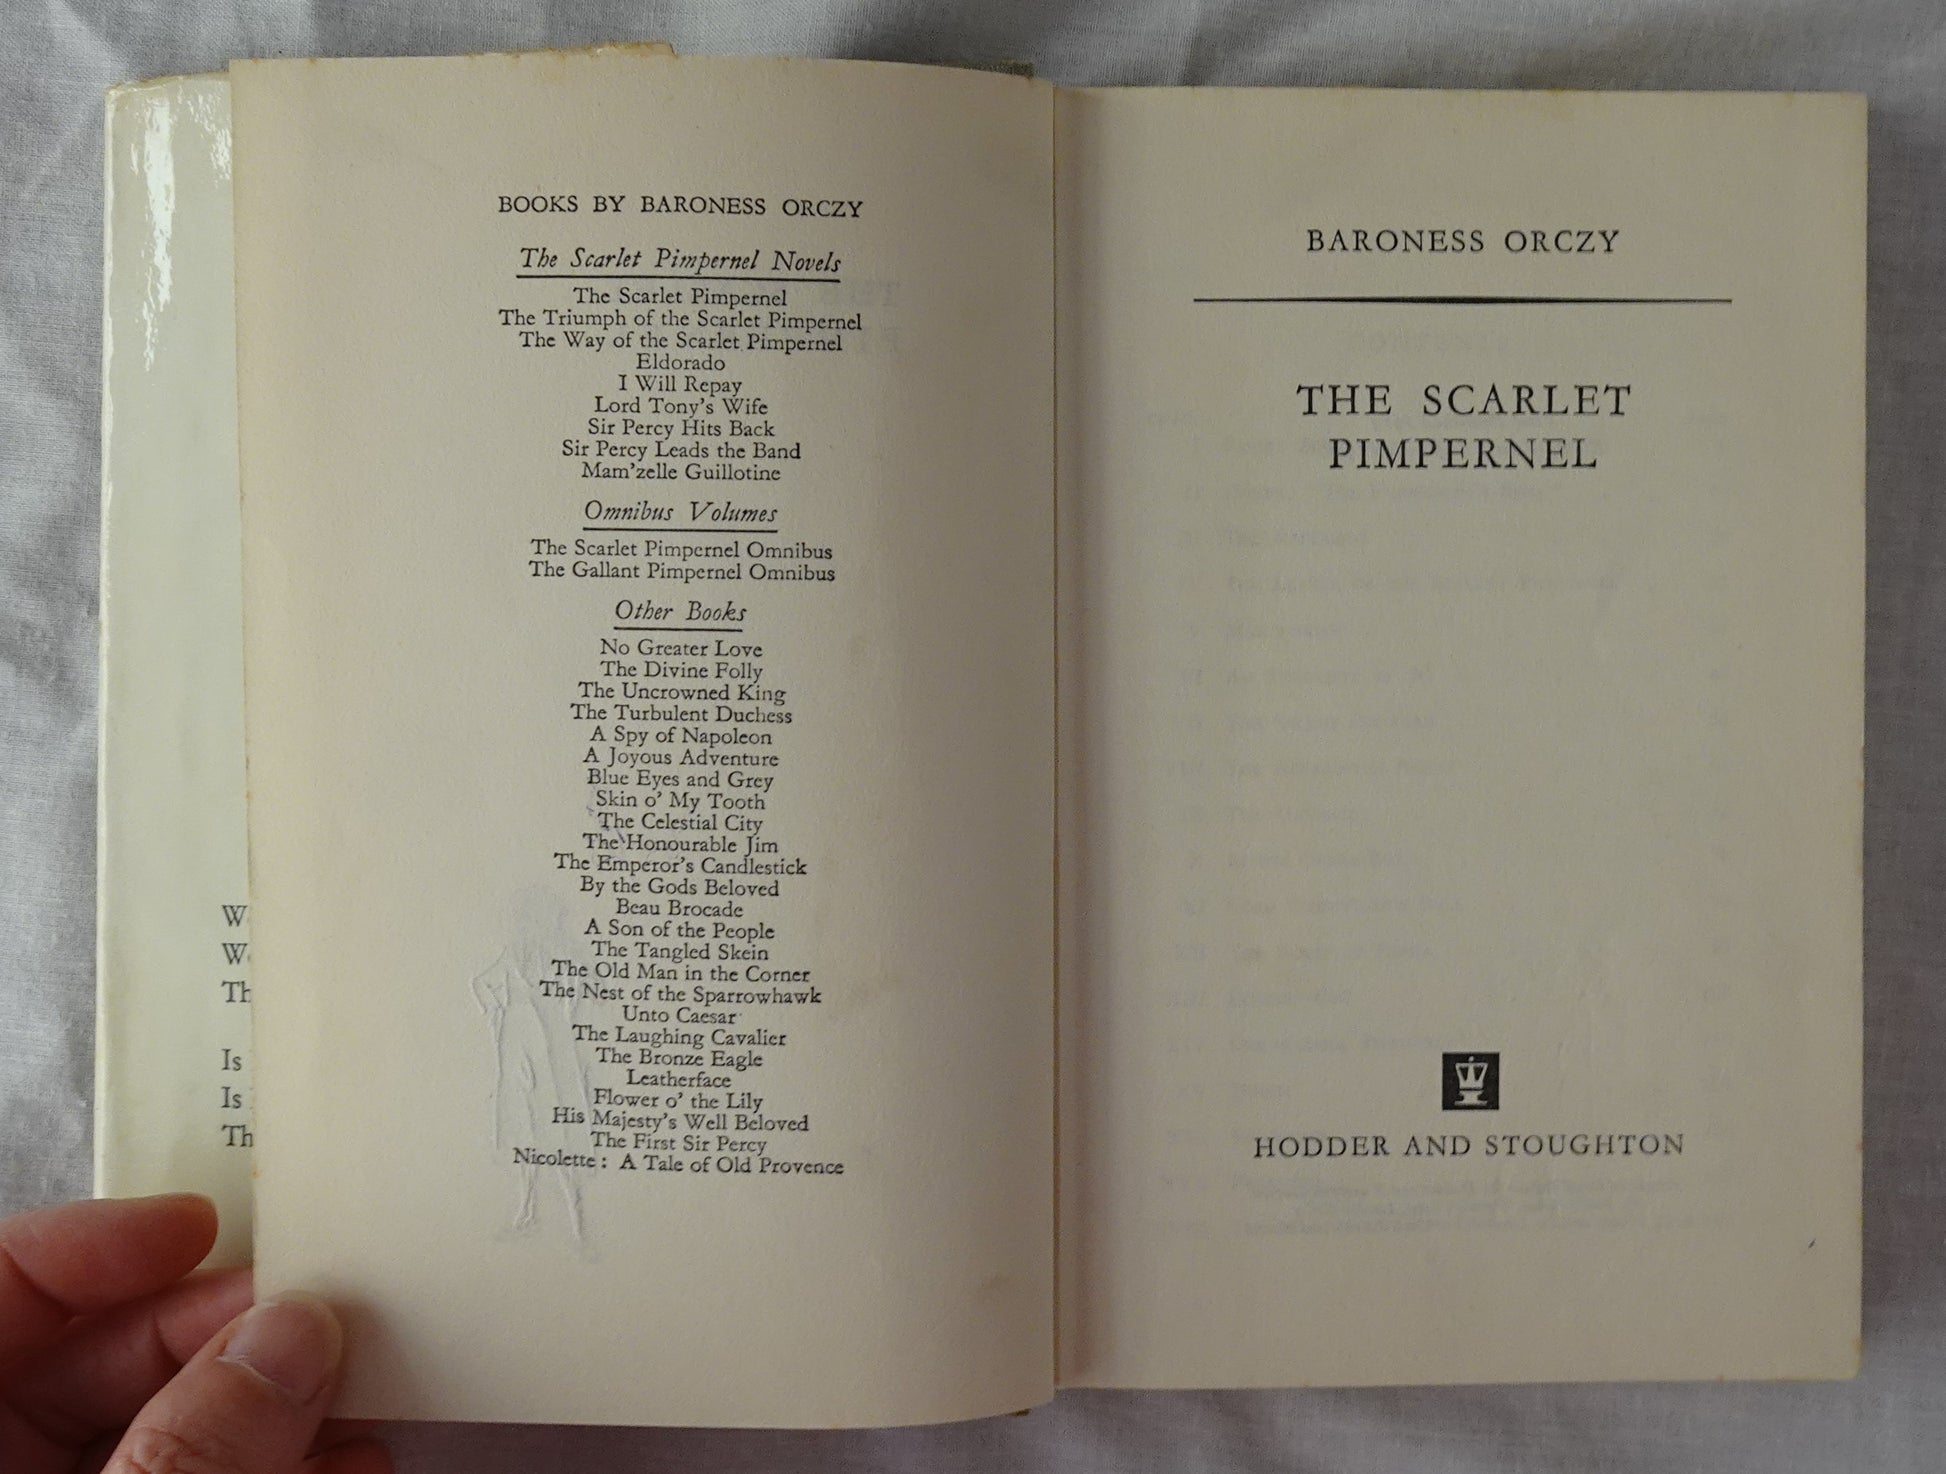 BOOKS BY BARONESS ORCZY
The Scarlet Pimpernel Novels
The Scarlet Pimpernel
The Triumph of the Scarlet Pimpernel
The Way of the Scarlet Pimpernel
Eldorado
I Will Repay
Lord Tony's Wife
Sir Percy Hits Back
Sir Percy Leads the Band
Mam'zelle Guillotine
Omnibus Volumes
The Scarlet Pimpernel Omnibus
The Gallant Pimpernel Omnibus
Other Books
No Greater Love
The Divine Folly
The Uncrowned King
The Turbulent Duchess
A Spy of Napoleon
A Joyous Adventure
Blue Eyes and Grey
Skin o' My Tooth
The Celestial City
The Honourable Jim
The Emperor's Candlestick
By the Gods Beloved
Beau Brocade
A Son of the People
The Tangled Skein
The Old Man in the Corner
The Nest of the Sparrowhawk
Unto Caesar
The Laughing Cavalier
The Bronze Eagle
Leatherface
Flower o' the Lily
His Majesty's Well Beloved
The First Sir Percy
Nicolette: A Tale of Old Provence
Is
Is
BARONESS ORCZY
THE SCARLET
PIMPERNEL
HODDER AND STOUGHTON